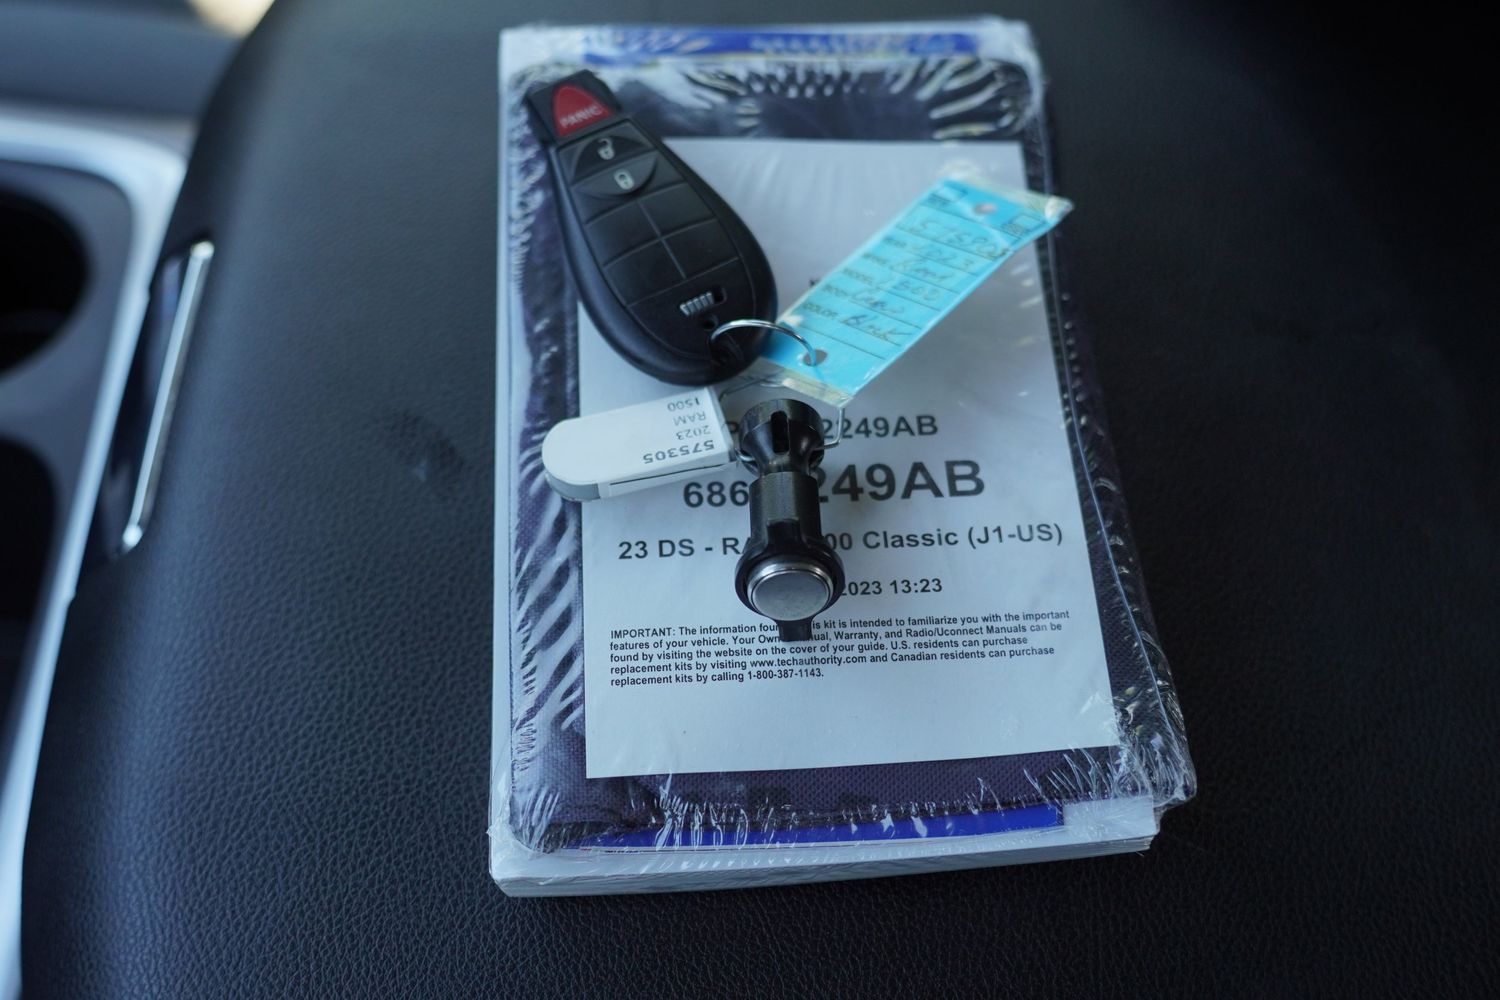 PANIC
575305
2023
RAM
1500
COLOR Black
2249AB
686 249AB
23 DS - RA 00 Classic (J1-US)
2023 13:23
IMPORTANT: The information foun is kit is intended to familiarize you with the important
features of your vehicle. Your Own ual, Warranty, and Radio/Uconnect Manuals can be
found by visiting the website on the cover of your guide. U.S. residents can purchase
replacement kits by visiting www.techauthority.com and Canadian residents can purchase
replacement kits by calling 1-800-387-1143.